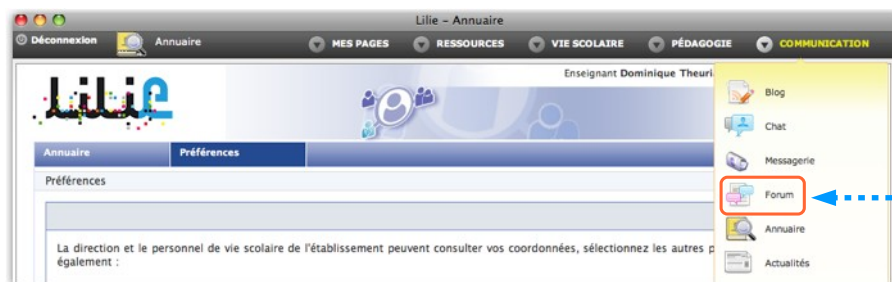 Lilie – Annuaire
Déconnexion Annuaire MES PAGES RESSOURCES VIE SCOLAIRE PÉDAGOGIE COMMUNICATION
Lilie
Enseignant Dominique
Blog
Chat
Messagerie
Forum
Annuaire
Actualités
Annuaire Préférences
Préférences
La direction et le personnel de vie scolaire de l'établissement peuvent consulter vos coordonnées, sélectionnez les autres
également :